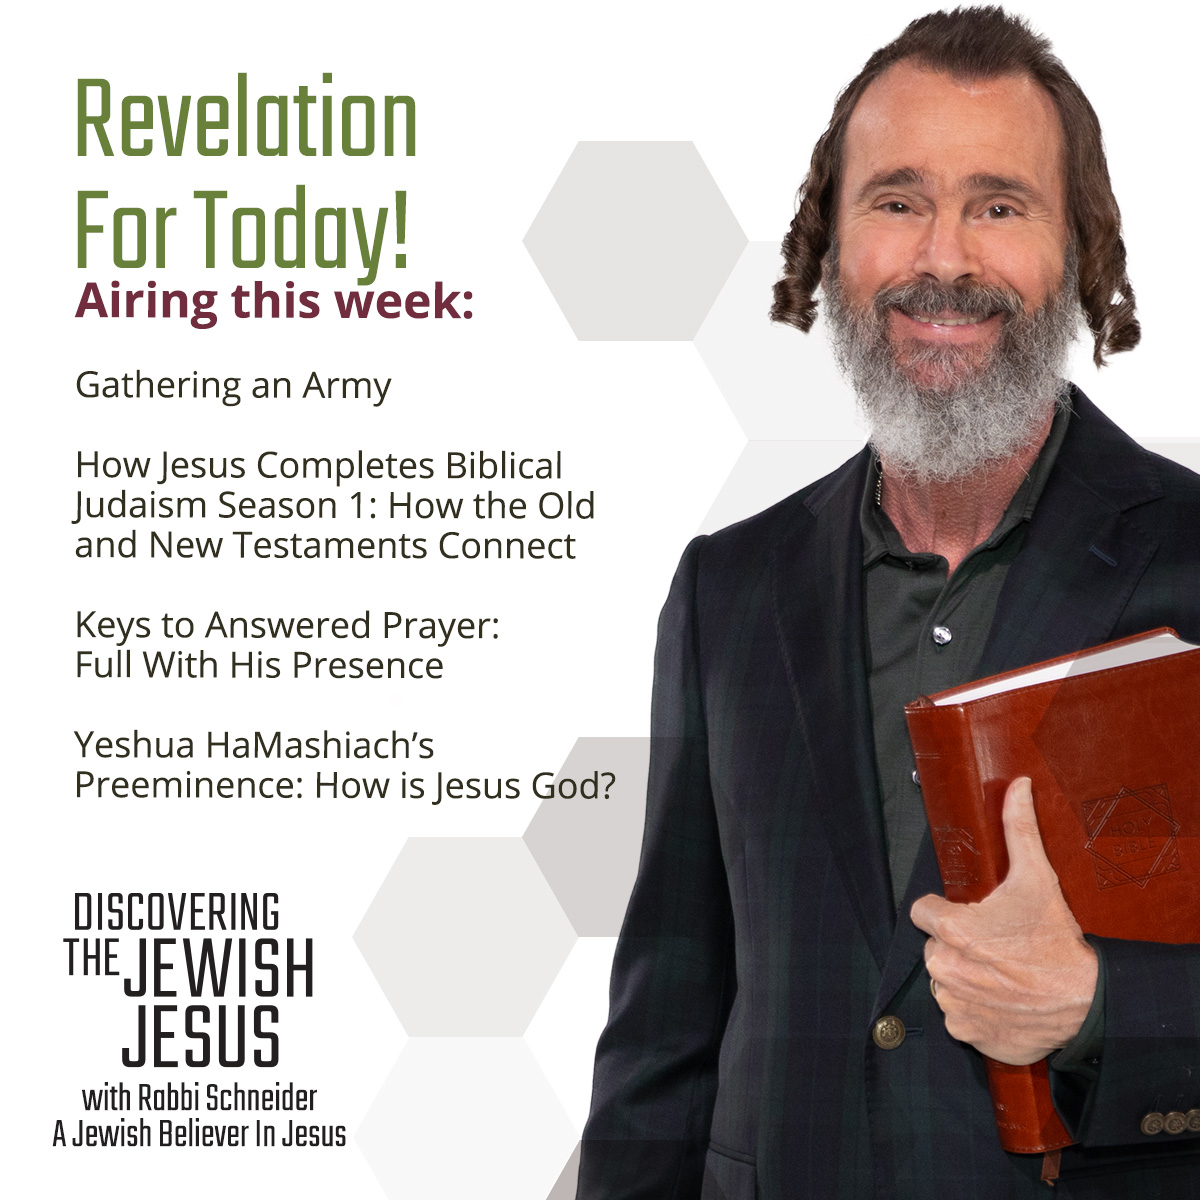 Revelation
For Today!
Airing this week:
Gathering an Army
How Jesus Completes Biblical
Judaism Season 1: How the Old
and New Testaments Connect
Keys to Answered Prayer:
Full With His Presence
Yeshua HaMashiach’s
Preeminence: How is Jesus God?
DISCOVERING
THE JEWISH
JESUS
with Rabbi Schneider
A Jewish Believer In Jesus
HOLY
BIBLE